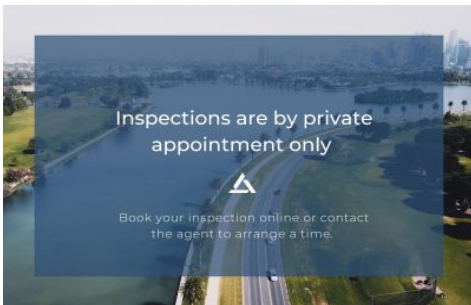 Inspections are by private
appointment only
Book your inspection online or contact
the agent to arrange a time.